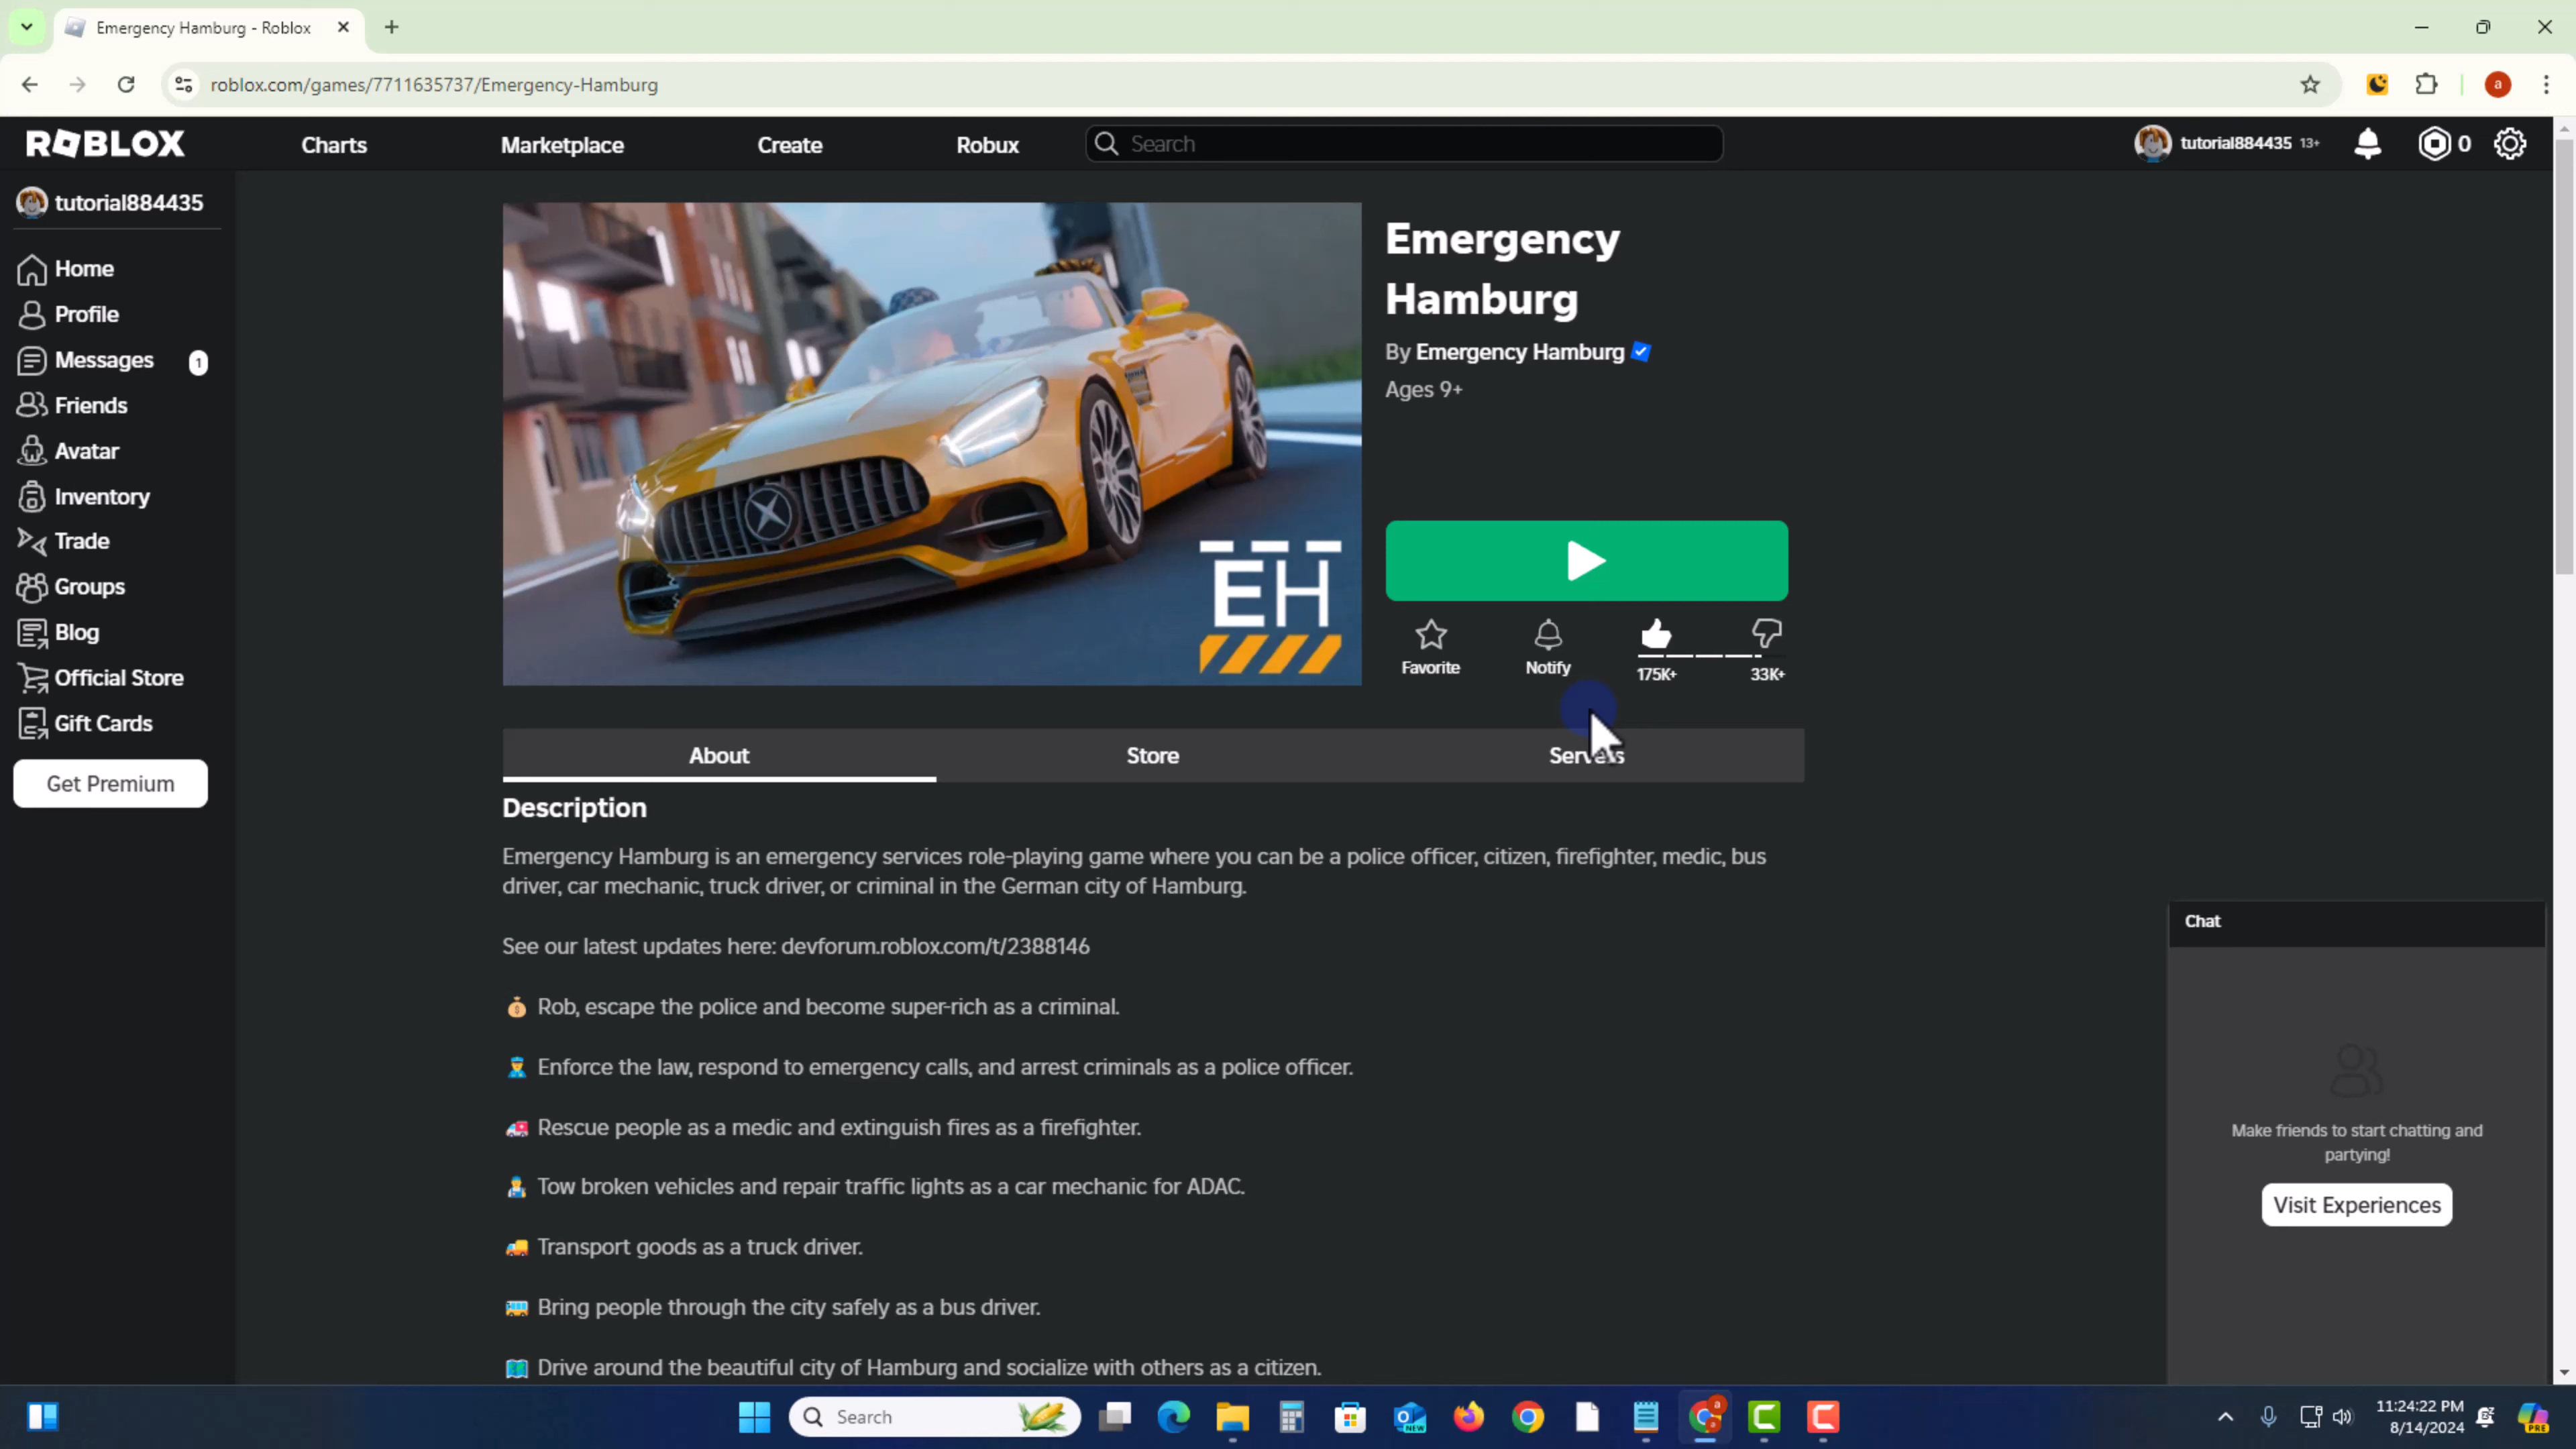 Emergency Hamburg - Roblox
roblox.com/games/7711635737/Emergency-Hamburg
a
ROBLOX
Charts
Marketplace
Create
Robux
Search
tutorial884435 13+
0
tutorial884435
Home
Profile
Messages 1
Friends
Avatar
Inventory
Trade
Groups
Blog
Official Store
Gift Cards
Get Premium
EH
Emergency
Hamburg
By Emergency Hamburg
Ages 9+
Favorite
Notify
175K+
33K+
About
Store
Servers
Description
Emergency Hamburg is an emergency services role-playing game where you can be a police officer, citizen, firefighter, medic, bus
driver, car mechanic, truck driver, or criminal in the German city of Hamburg.
See our latest updates here: devforum.roblox.com/t/2388146
Rob, escape the police and become super-rich as a criminal.
Enforce the law, respond to emergency calls, and arrest criminals as a police officer.
Rescue people as a medic and extinguish fires as a firefighter.
Tow broken vehicles and repair traffic lights as a car mechanic for ADAC.
Transport goods as a truck driver.
Bring people through the city safely as a bus driver.
Drive around the beautiful city of Hamburg and socialize with others as a citizen.
Chat
Make friends to start chatting and
partying!
Visit Experiences
Search
NEW
a
11:24:22 PM
8/14/2024
PRE